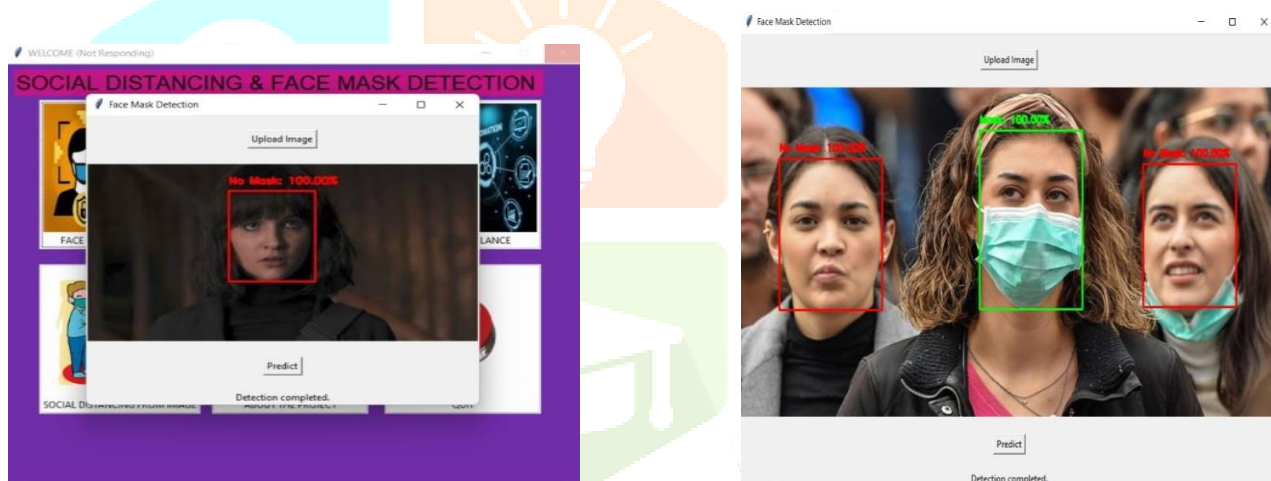 WELCOME (Not Responding)
SOCIAL DISTANCING & FACE MASK DETECTION
Face Mask Detection
Upload Image
No Mask: 100.00%
FACE
LANCE
Predict
Detection completed.
SOCIAL DISTANCING FROM IMAGE
ABOUT THE PROJECT
QUIT
Face Mask Detection
Upload Image
Mask: 100.00%
No Mask: 100.00%
No Mask: 100.00%
Predict
Detection completed.